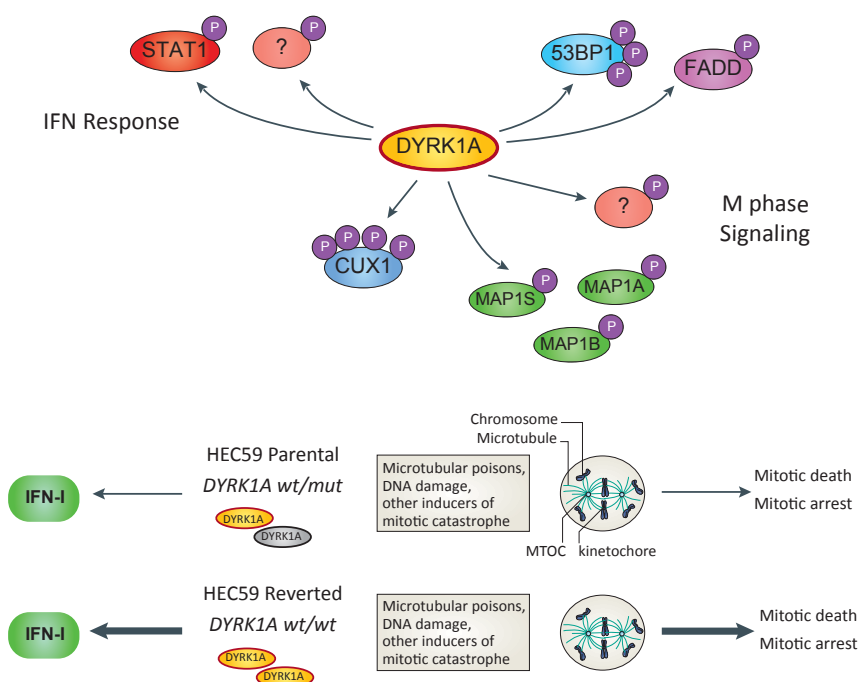 P
P
P
P
P
P
P
STAT1
?
53BP1
FADD
IFN Response
DYRK1A
P
?
M phase
Signaling
P
P
P
P
CUX1
P
MAP1S
P
MAP1A
P
MAP1B
Chromosome
Microtubule
HEC59 Parental
DYRK1A wt/mut
IFN-I
DYRK1A
DYRK1A
Microtubular poisons,
DNA damage,
other inducers of
mitotic catastrophe
MTOC
kinetochore
Mitotic death
Mitotic arrest
HEC59 Reverted
DYRK1A wt/wt
IFN-I
DYRK1A
DYRK1A
Microtubular poisons,
DNA damage,
other inducers of
mitotic catastrophe
Mitotic death
Mitotic arrest